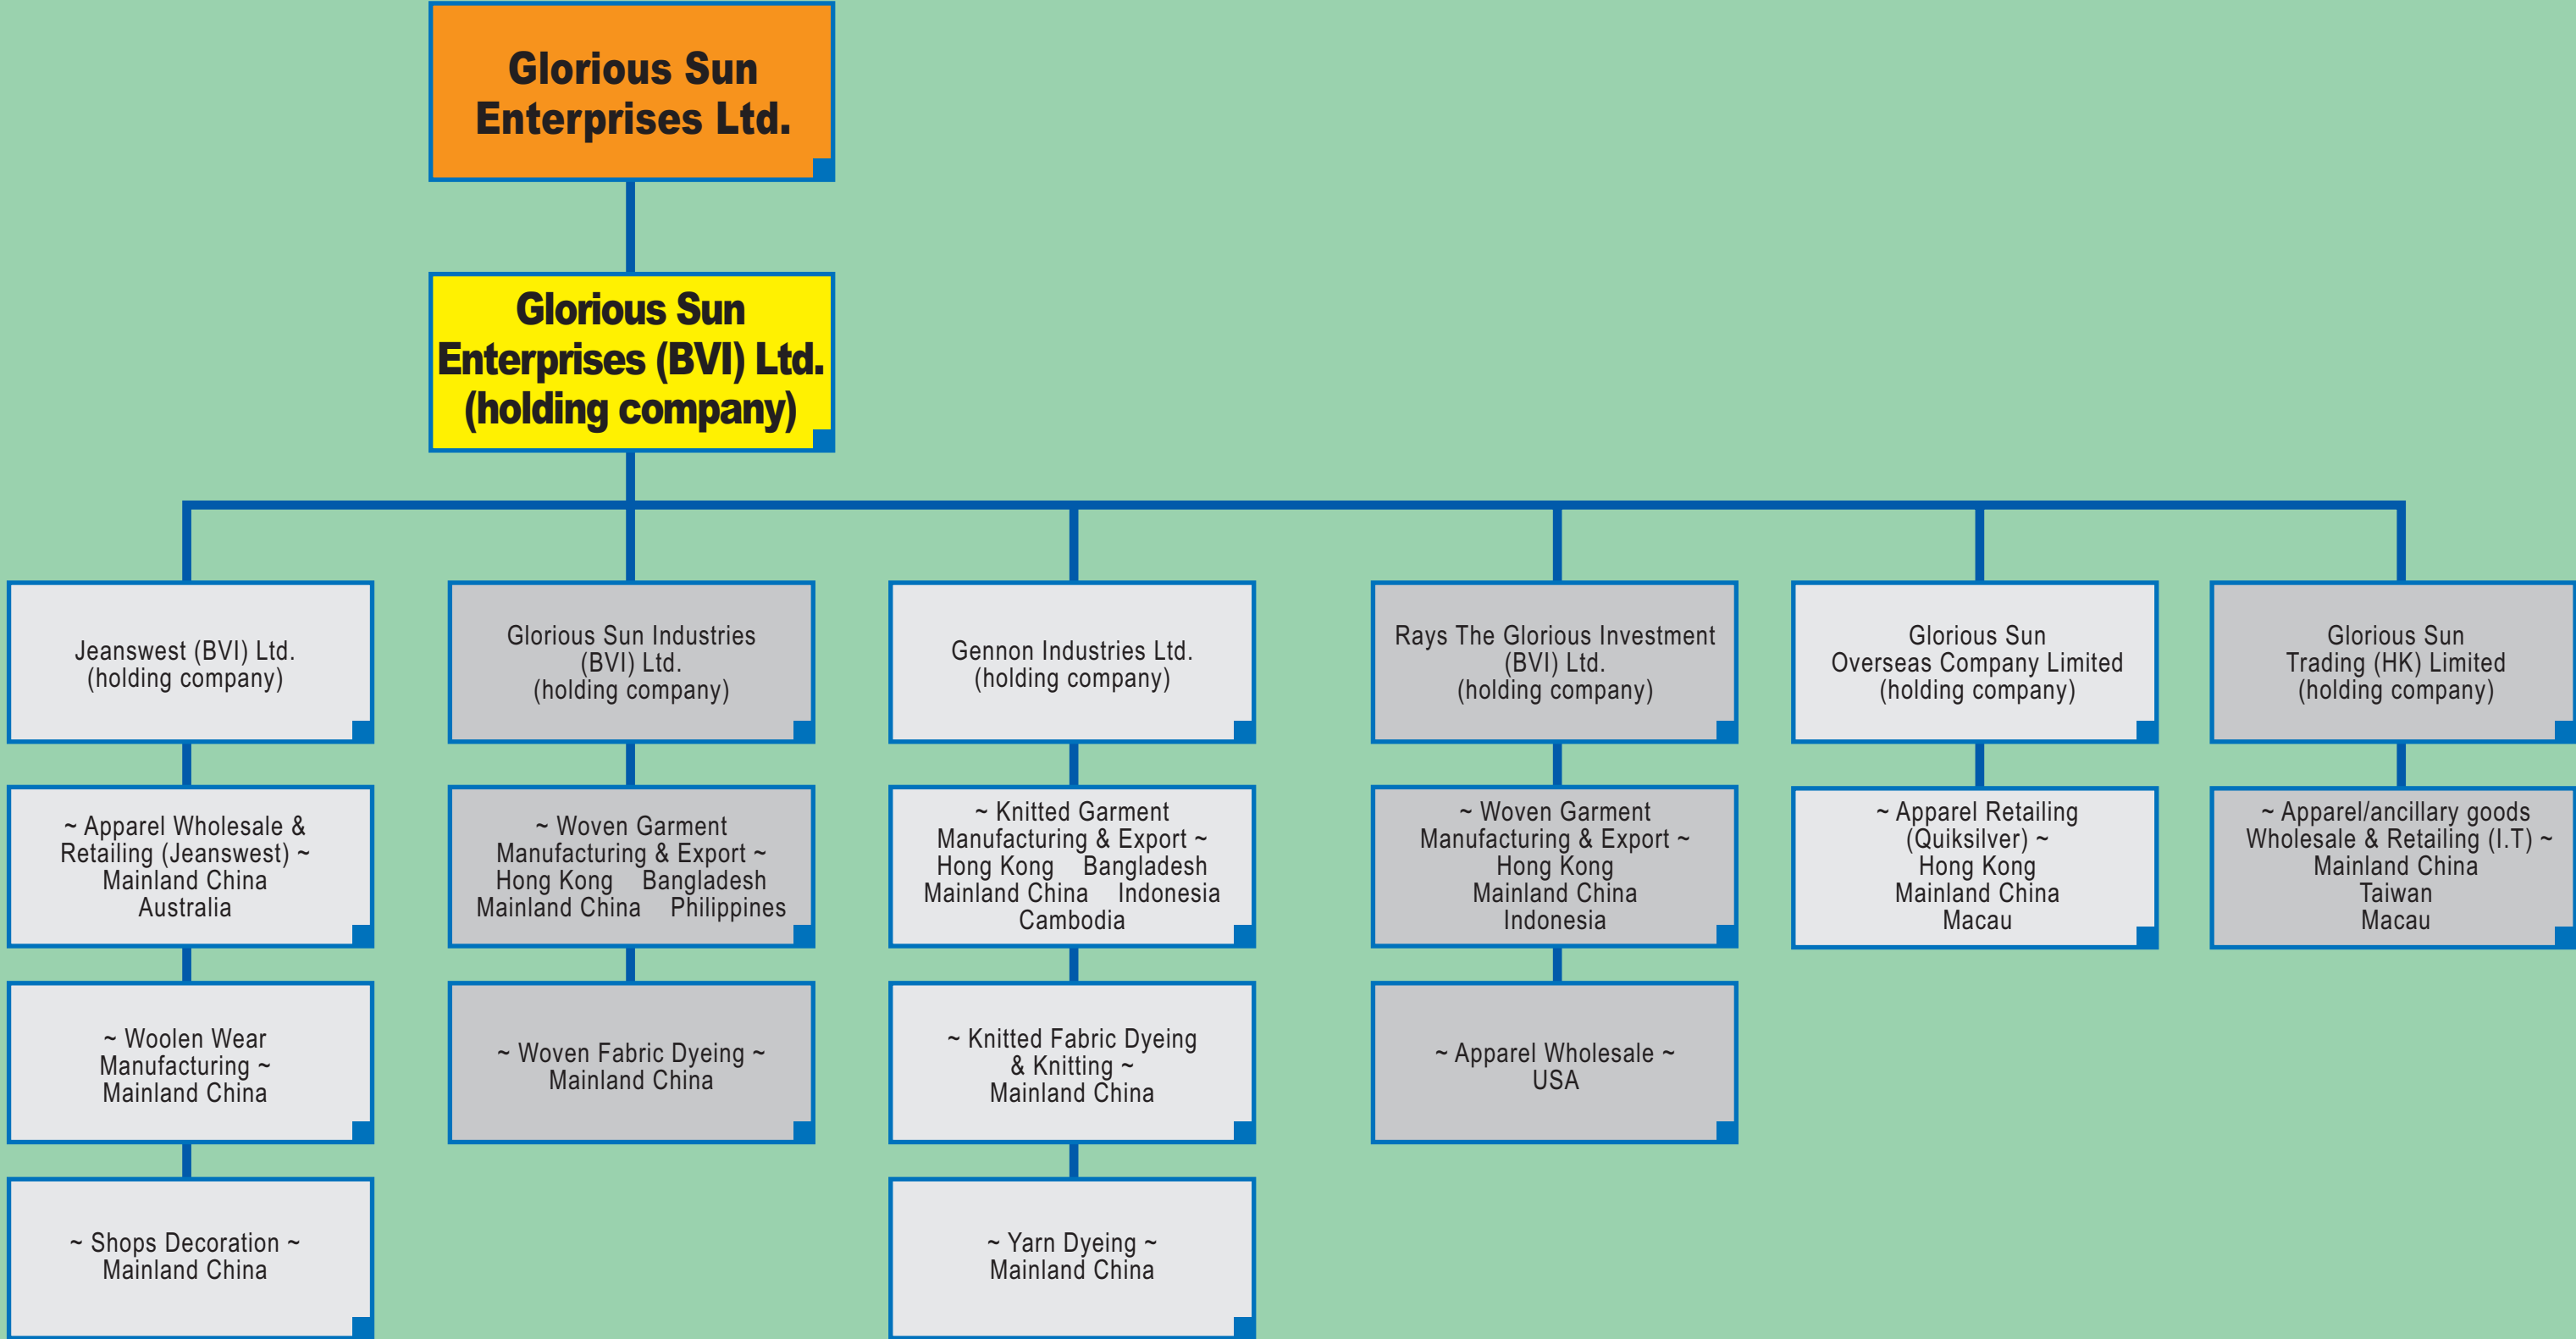 Glorious Sun
Enterprises Ltd.
Glorious Sun
Enterprises (BVI) Ltd.
(holding company)
Jeanswest (BVI) Ltd.
(holding company)
Glorious Sun Industries
(BVI) Ltd.
(holding company)
Gennon Industries Ltd.
(holding company)
Rays The Glorious Investment
(BVI) Ltd.
(holding company)
Glorious Sun
Overseas Company Limited
(holding company)
Glorious Sun
Trading (HK) Limited
(holding company)
~ Apparel Wholesale &
Retailing (Jeanswest) ~
Mainland China
Australia
~ Woven Garment
Manufacturing & Export ~
Hong Kong Bangladesh
Mainland China Philippines
~ Knitted Garment
Manufacturing & Export ~
Hong Kong Bangladesh
Mainland China Indonesia
Cambodia
~ Woven Garment
Manufacturing & Export ~
Hong Kong
Mainland China
Indonesia
~ Apparel Retailing
(Quiksilver) ~
Hong Kong
Mainland China
Macau
~ Apparel/ancillary goods
Wholesale & Retailing (I.T) ~
Mainland China
Taiwan
Macau
~ Woolen Wear
Manufacturing ~
Mainland China
~ Woven Fabric Dyeing ~
Mainland China
~ Knitted Fabric Dyeing
& Knitting ~
Mainland China
~ Apparel Wholesale ~
USA
~ Shops Decoration ~
Mainland China
~ Yarn Dyeing ~
Mainland China